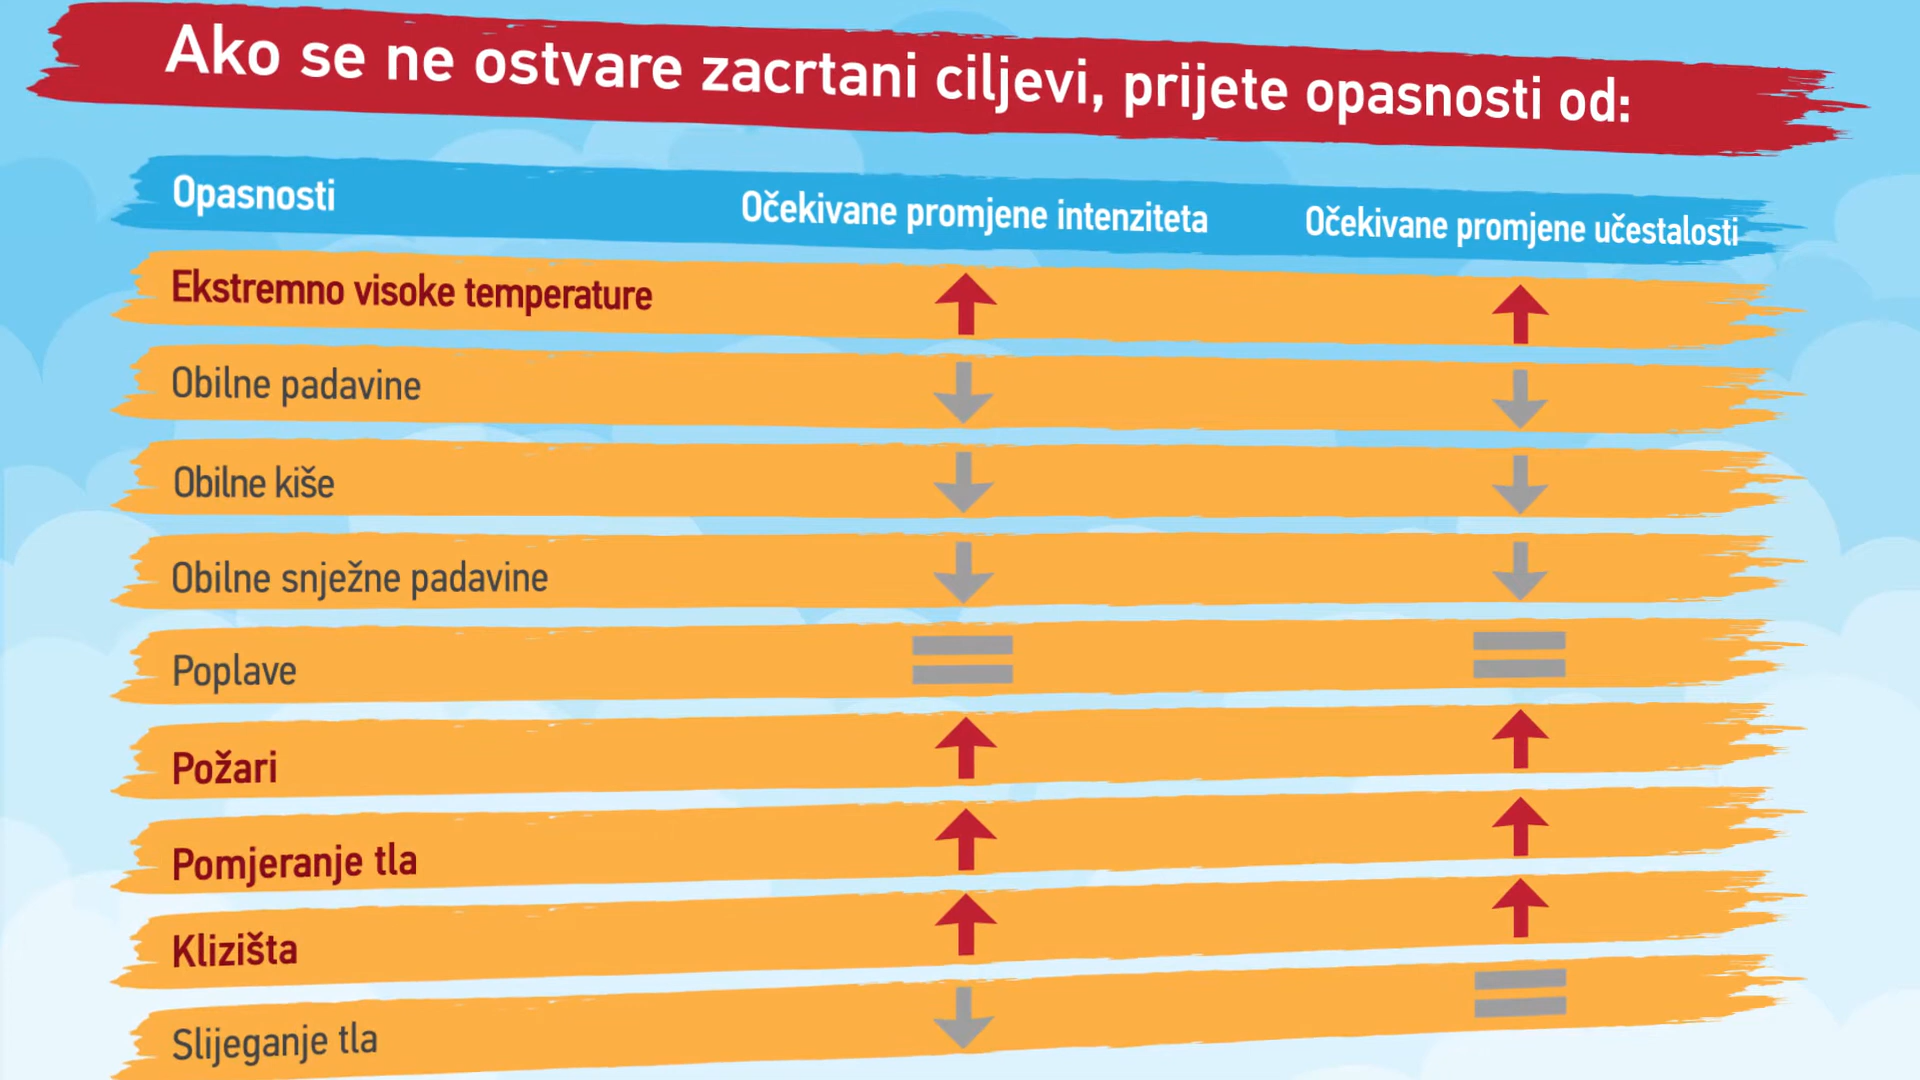 Ako se ne ostvare zacrtani ciljevi, prijete opasnosti od:
Opasnosti Očekivane promjene intenziteta Očekivane promjene učestalosti
Ekstremno visoke temperature
Obilne padavine
Obilne kiše
Obilne snježne padavine
Poplave
Požari
Pomjeranje tla
Klizišta
Slijeganje tla